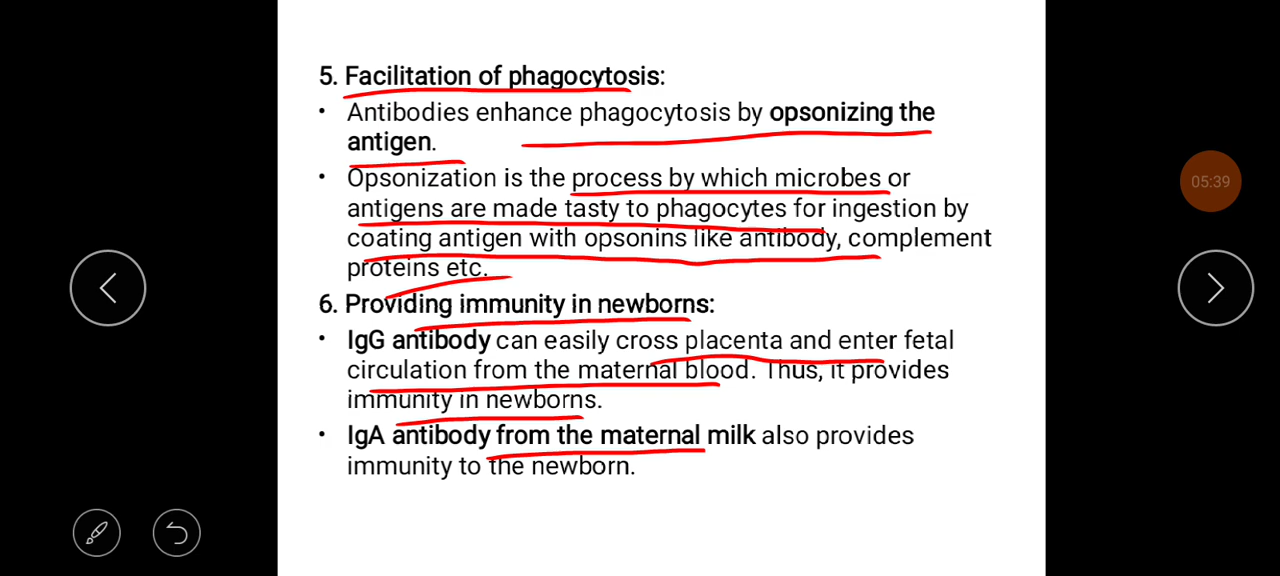 5. Facilitation of phagocytosis:
• Antibodies enhance phagocytosis by opsonizing the
antigen.
• Opsonization is the process by which microbes or
antigens are made tasty to phagocytes for ingestion by
coating antigen with opsonins like antibody, complement
proteins etc.
6. Providing immunity in newborns:
• IgG antibody can easily cross placenta and enter fetal
circulation from the maternal blood. Thus, it provides
immunity in newborns.
• IgA antibody from the maternal milk also provides
immunity to the newborn.
05:39